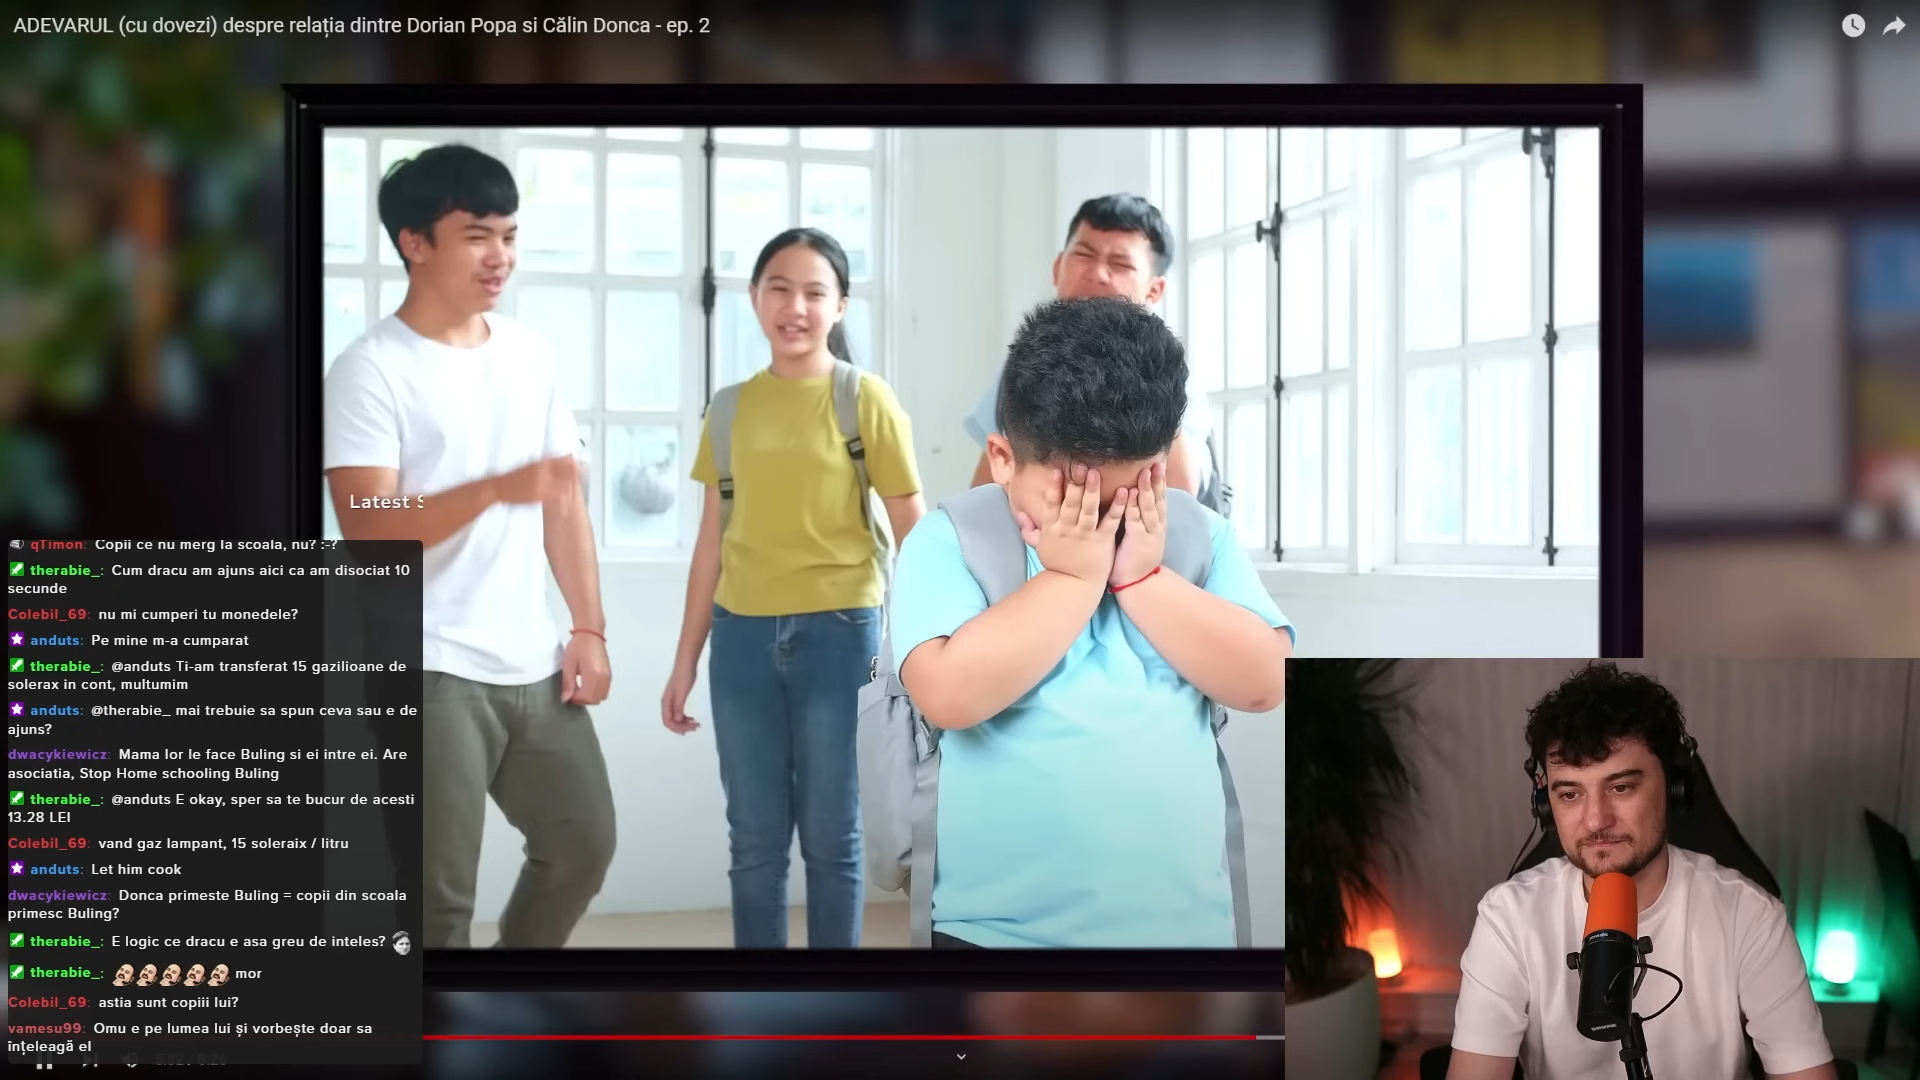 ADEVARUL (cu dovezi) despre relația dintre Dorian Popa si Călin Donca - ep. 2
Latest S
qTimon: Copii ce nu merg la scoala, nu? :-?
therabie_: Cum dracu am ajuns aici ca am disociat 10
secunde
Colebil_69: nu mi cumperi tu monedele?
anduts: Pe mine m-a cumparat
therabie_: @anduts Ti-am transferat 15 gazilioane de
solerax in cont, multumim
anduts: @therabie_ mai trebuie sa spun ceva sau e de
ajuns?
dwacykiewicz: Mama lor le face Buling si ei intre ei. Are
asociatia, Stop Home schooling Buling
therabie_: @anduts E okay, sper sa te bucur de acesti
13.28 LEI
Colebil_69: vand gaz lampant, 15 soleraix / litru
anduts: Let him cook
dwacykiewicz: Donca primeste Buling = copii din scoala
primesc Buling?
therabie_: E logic ce dracu e asa greu de inteles?
therabie_: mor
Colebil_69: astia sunt copiii lui?
vamesu99: Omu e pe lumea lui și vorbește doar sa
înțeleagă el